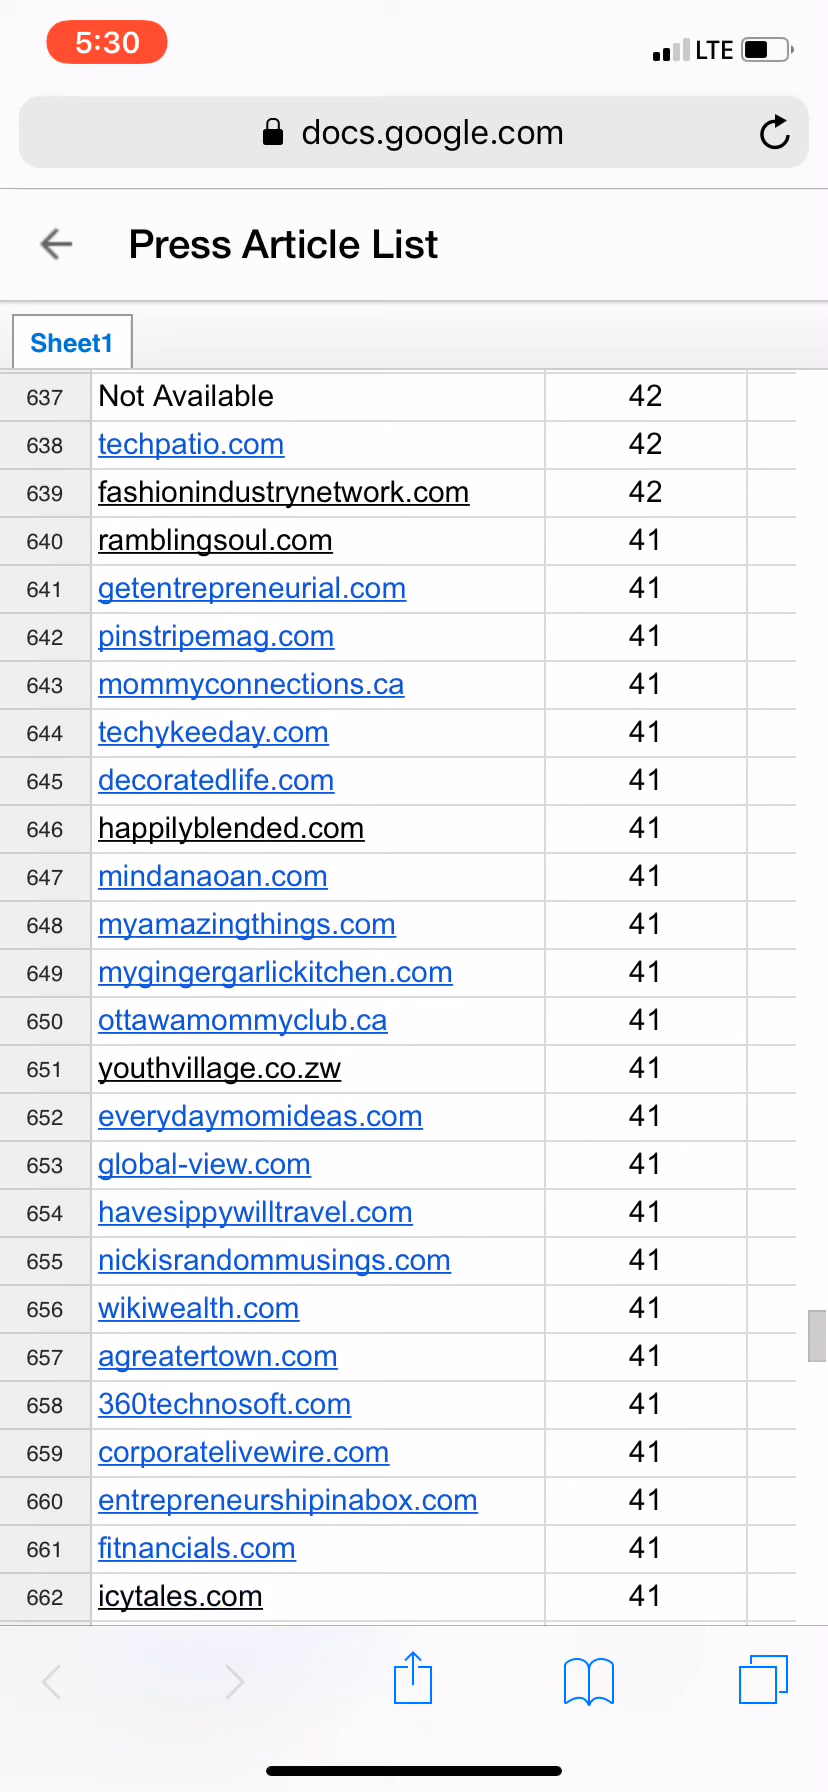 5:30 LTE
docs.google.com
Press Article List
Sheet1
637 Not Available 42
638 techpatio.com 42
639 fashionindustrynetwork.com 42
640 ramblingsoul.com 41
641 getentrepreneurial.com 41
642 pinstripemag.com 41
643 mommyconnections.ca 41
644 techykeeday.com 41
645 decoratedlife.com 41
646 happilyblended.com 41
647 mindanaoan.com 41
648 myamazingthings.com 41
649 mygingergarlickitchen.com 41
650 ottawamommyclub.ca 41
651 youthvillage.co.zw 41
652 everydaymomideas.com 41
653 global-view.com 41
654 havesippywilltravel.com 41
655 nickisrandommusings.com 41
656 wikiwealth.com 41
657 agreatertown.com 41
658 360technosoft.com 41
659 corporatelivewire.com 41
660 entrepreneurshipinabox.com 41
661 fitnancials.com 41
662 icytales.com 41